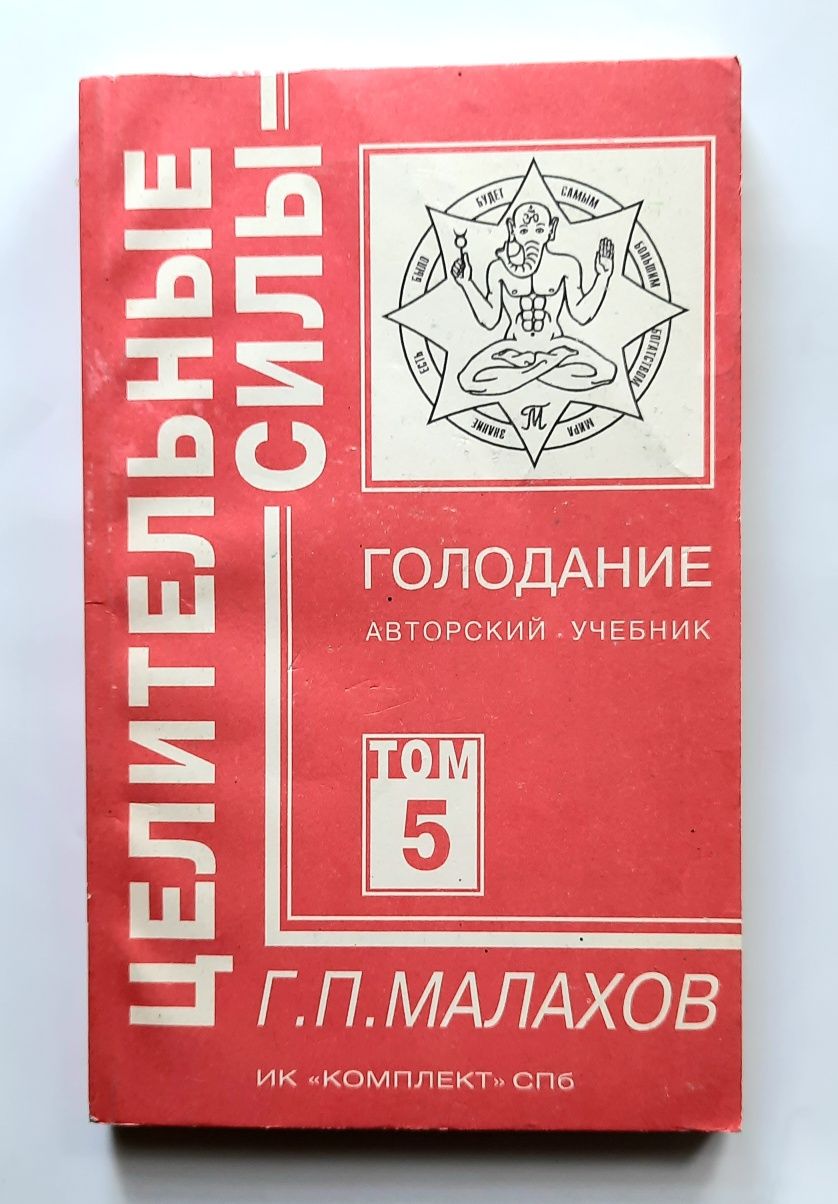 ЦЕЛИТЕЛЬНЫЕ
СИЛЫ
ЗНАНИЕ ЕСТЬ БЫЛО БУДЕТ САМЫМ БОЛЬШИМ БОГАТСТВОМ МИРА
М
ГОЛОДАНИЕ
АВТОРСКИЙ УЧЕБНИК
ТОМ
5
Г.П.МАЛАХОВ
ИК «КОМПЛЕКТ» СПб